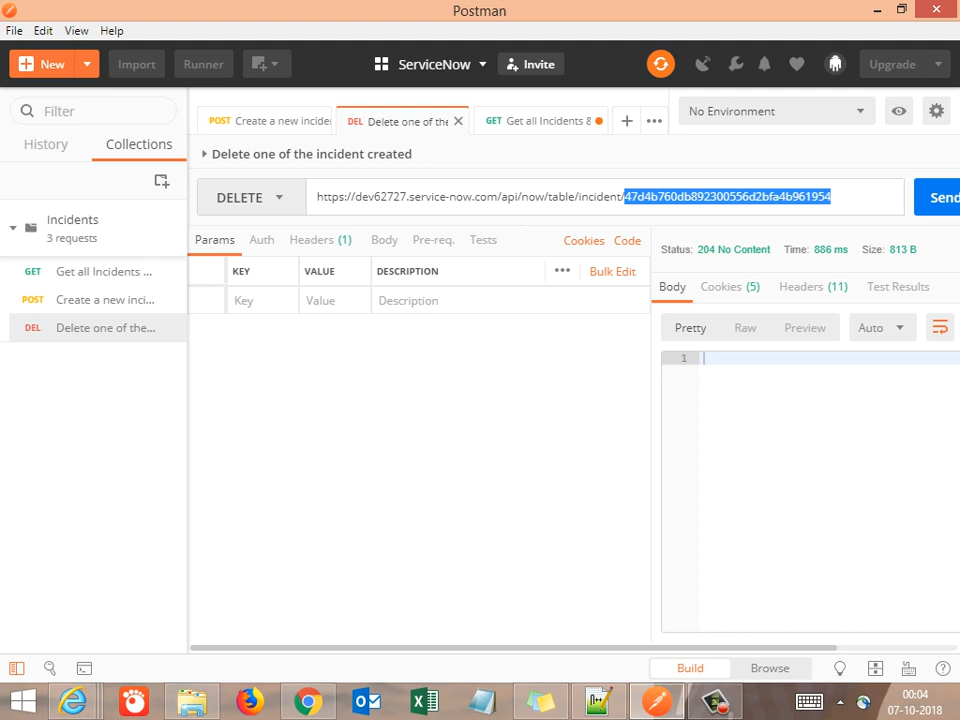 Postman
File Edit View Help
New Import Runner ServiceNow Invite Upgrade
Filter
History Collections
Incidents
3 requests
GET Get all Incidents ...
POST Create a new inci...
DEL Delete one of the...
POST Create a new incide DEL Delete one of the GET Get all Incidents & No Environment
Delete one of the incident created
DELETE https://dev62727.service-now.com/api/now/table/incident/47d4b760db892300556d2bfa4b961954 Send
Params Auth Headers (1) Body Pre-req. Tests Cookies Code
KEY VALUE DESCRIPTION Bulk Edit
Key Value Description
Status: 204 No Content Time: 886 ms Size: 813 B
Body Cookies (5) Headers (11) Test Results
Pretty Raw Preview Auto
1
Build Browse
00:04
07-10-2018